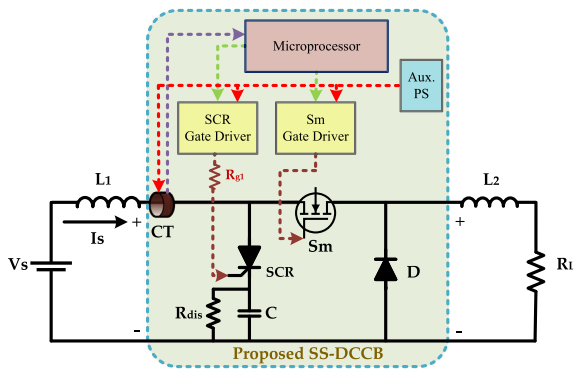 Microprocessor
Aux.
PS
SCR
Gate Driver
Sm
Gate Driver
Rg1
L1
L2
Is
+
CT
Sm
+
Vs
SCR
D
RL
Rdis
C
-
-
Proposed SS-DCCB